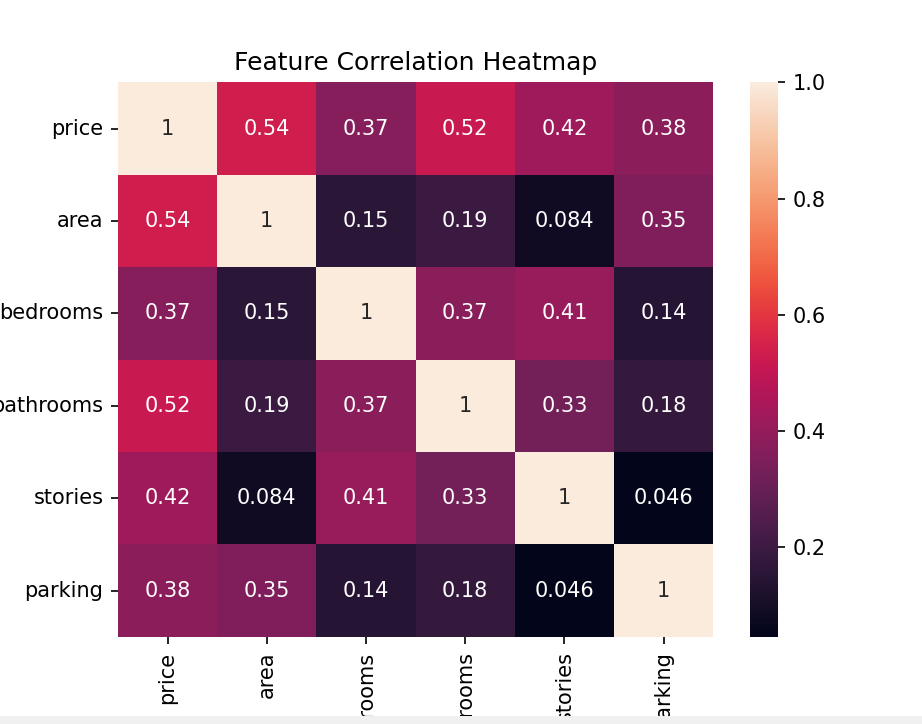 Feature Correlation Heatmap
price 1 0.54 0.37 0.52 0.42 0.38
area 0.54 1 0.15 0.19 0.084 0.35
bedrooms 0.37 0.15 1 0.37 0.41 0.14
bathrooms 0.52 0.19 0.37 1 0.33 0.18
stories 0.42 0.084 0.41 0.33 1 0.046
parking 0.38 0.35 0.14 0.18 0.046 1
price area rooms rooms stories arking
1.0
0.8
0.6
0.4
0.2